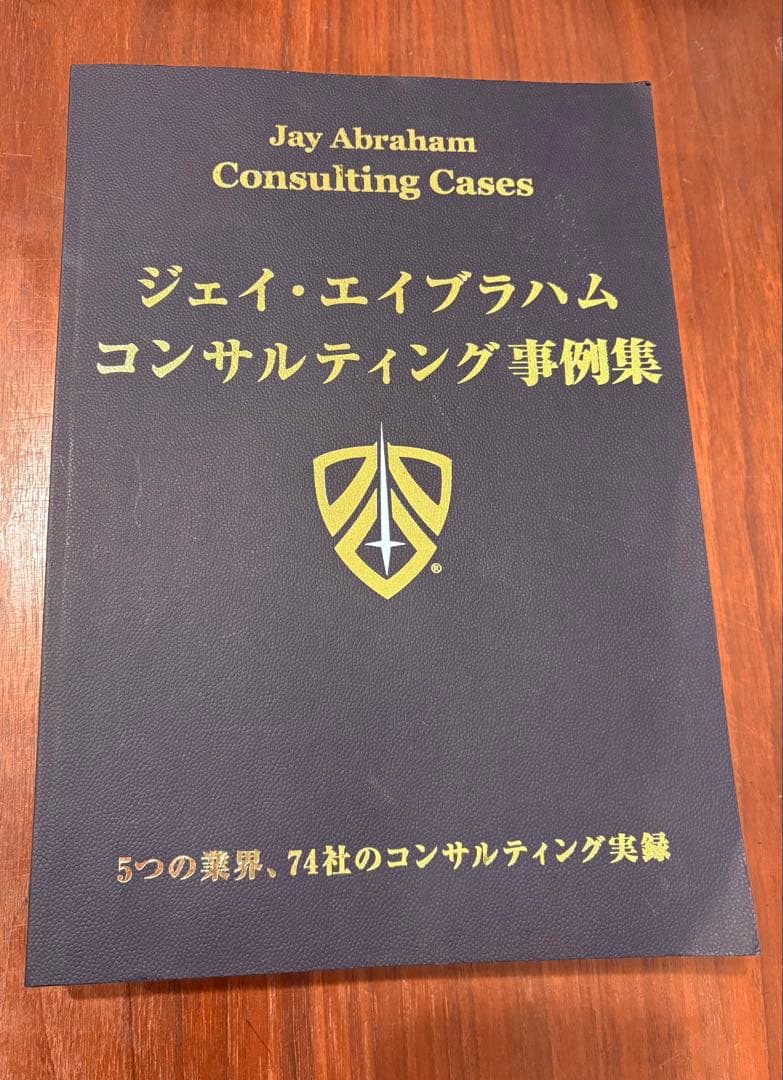 Jay Abraham
Consulting Cases
ジェイ・エイブラハム
コンサルティング事例集
®
5つの業界、74社のコンサルティング実録